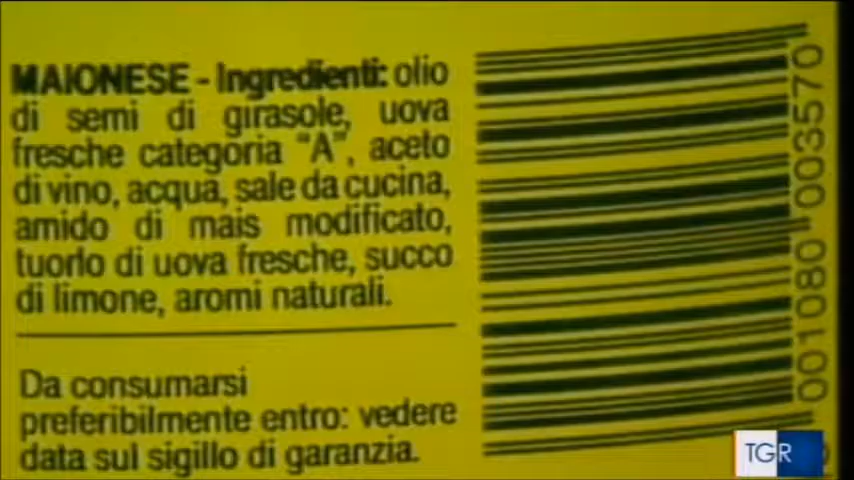 MAIONESE - Ingredienti: olio
di semi di girasole, uova
fresche categoria "A", aceto
di vino, acqua, sale da cucina,
amido di mais modificato,
tuorlo di uova fresche, succo
di limone, aromi naturali.
Da consumarsi
preferibilmente entro: vedere
data sul sigillo di garanzia.
001080 003570
TGR